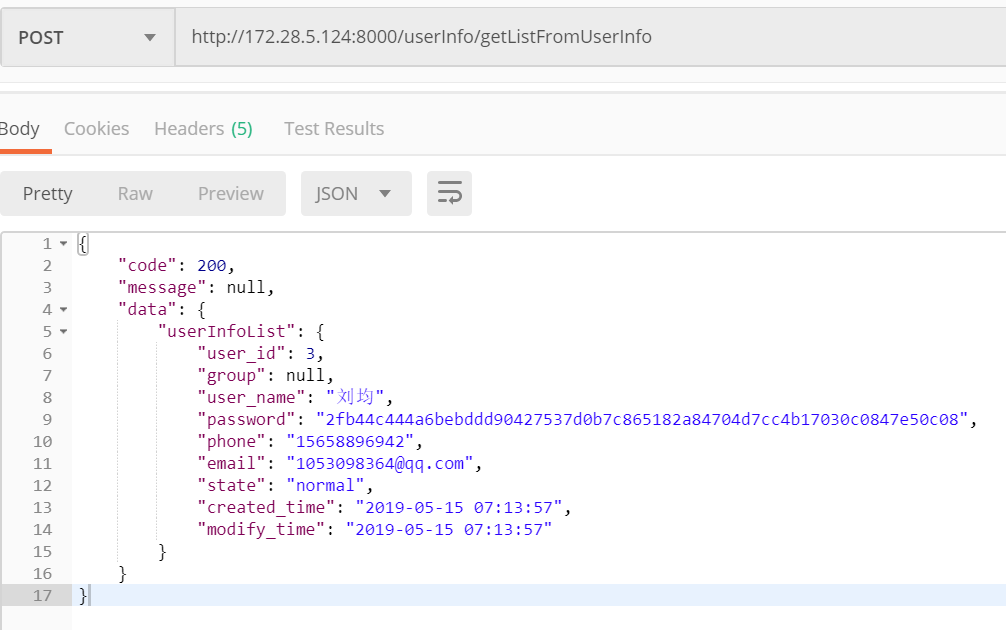 POST http://172.28.5.124:8000/userInfo/getListFromUserInfo
Body Cookies Headers (5) Test Results
Pretty Raw Preview JSON
1 {
2 "code": 200,
3 "message": null,
4 "data": {
5 "userInfoList": {
6 "user_id": 3,
7 "group": null,
8 "user_name": "刘均",
9 "password": "2fb44c444a6bebddd90427537d0b7c865182a84704d7cc4b17030c0847e50c08",
10 "phone": "15658896942",
11 "email": "1053098364@qq.com",
12 "state": "normal",
13 "created_time": "2019-05-15 07:13:57",
14 "modify_time": "2019-05-15 07:13:57"
15 }
16 }
17 }